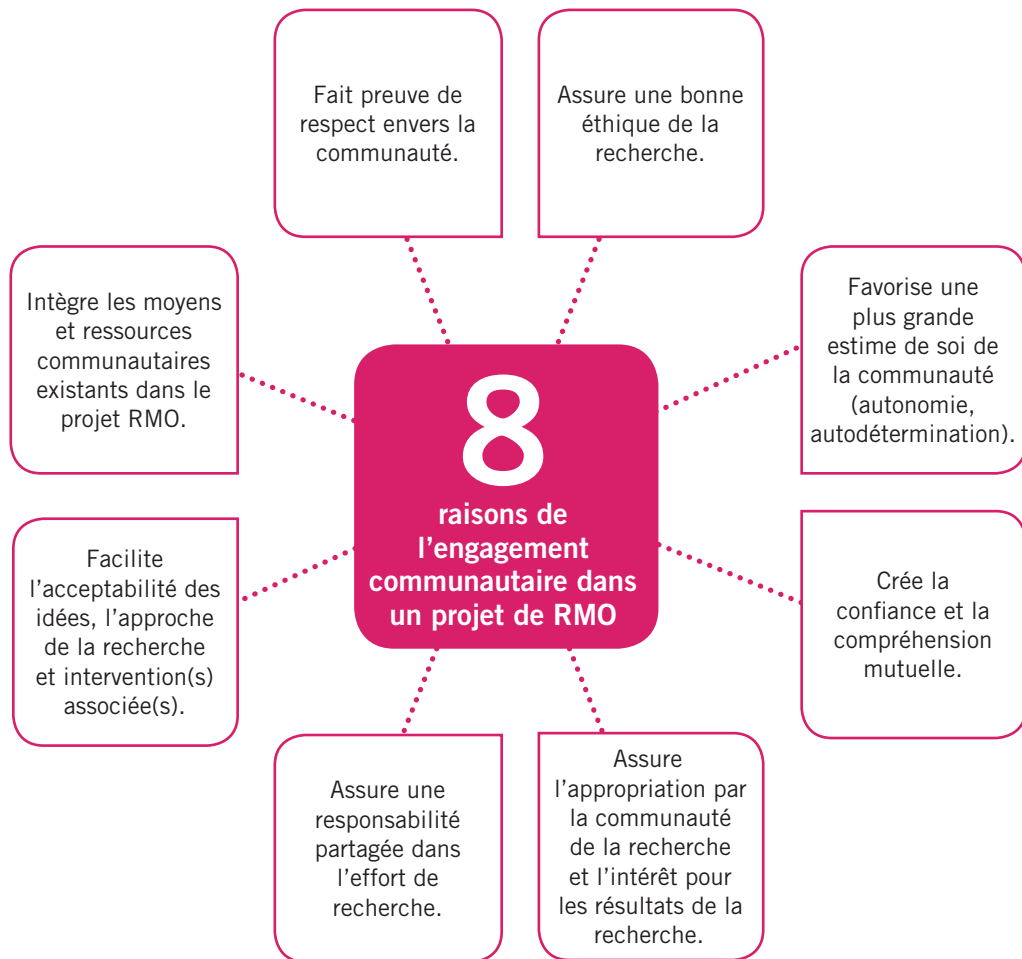 Fait preuve de
respect envers la
communauté.
Assure une bonne
éthique de la
recherche.
Intègre les moyens
et ressources
communautaires
existants dans le
projet RMO.
Favorise une
plus grande
estime de soi de
la communauté
(autonomie,
autodétermination).
8
raisons de
l'engagement
communautaire dans
un projet de RMO
Facilite
l'acceptabilité des
idées, l'approche
de la recherche
et intervention(s)
associée(s).
Crée la
confiance et la
compréhension
mutuelle.
Assure une
responsabilité
partagée dans
l'effort de
recherche.
Assure
l'appropriation par
la communauté
de la recherche
et l'intérêt pour
les résultats de la
recherche.